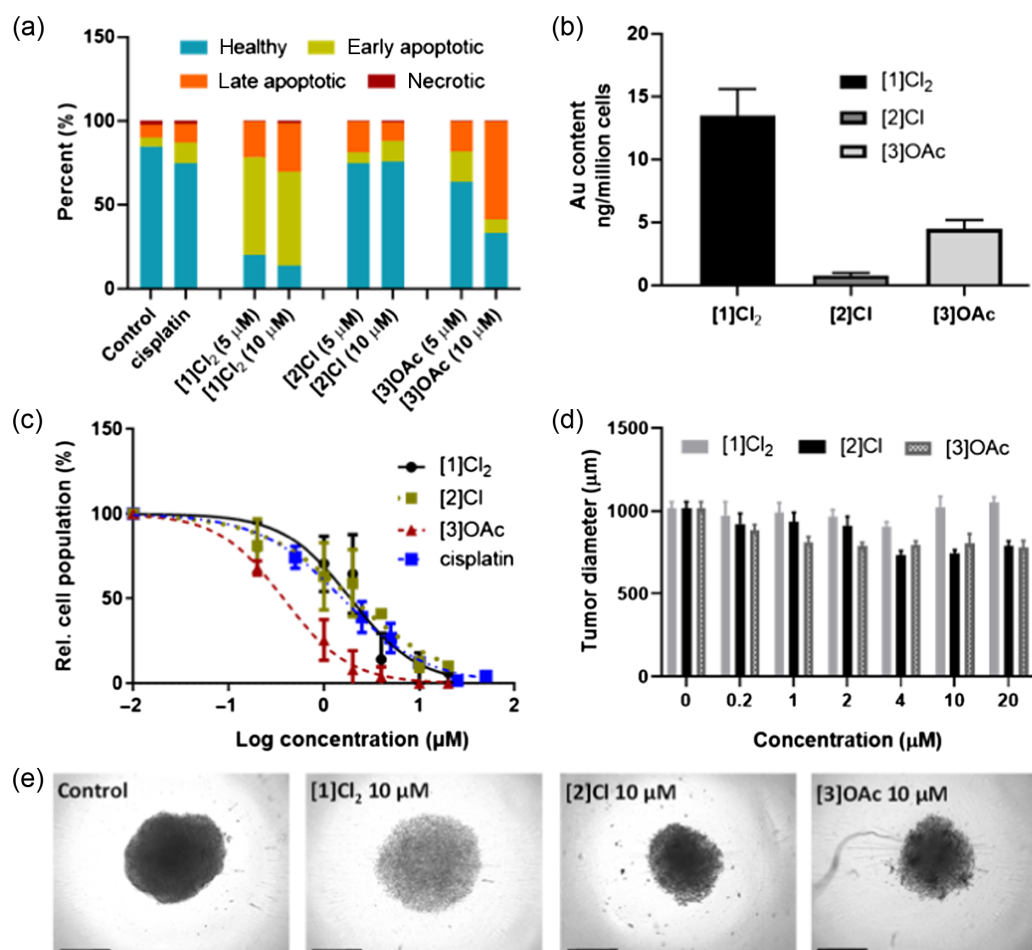 (a)
150
100
50
0
Percent (%)
Healthy
Early apoptotic
Late apoptotic
Necrotic
Control
cisplatin
[1]Cl₂ (5 μM)
[1]Cl₂ (10 μM)
[2]Cl (5 μM)
[2]Cl (10 μM)
[3]OAc (5 μM)
[3]OAc (10 μM)
(b)
20
15
10
5
0
Au content
ng/million cells
[1]Cl₂
[2]Cl
[3]OAc
[1]Cl₂ [2]Cl [3]OAc
(c)
150
100
50
0
Rel. cell population (%)
[1]Cl₂
[2]Cl
[3]OAc
cisplatin
−2 −1 0 1 2
Log concentration (μM)
(d)
1500
1000
500
0
Tumor diameter (μm)
[1]Cl₂ [2]Cl [3]OAc
0 0.2 1 2 4 10 20
Concentration (μM)
(e)
Control
[1]Cl₂ 10 μM
[2]Cl 10 μM
[3]OAc 10 μM